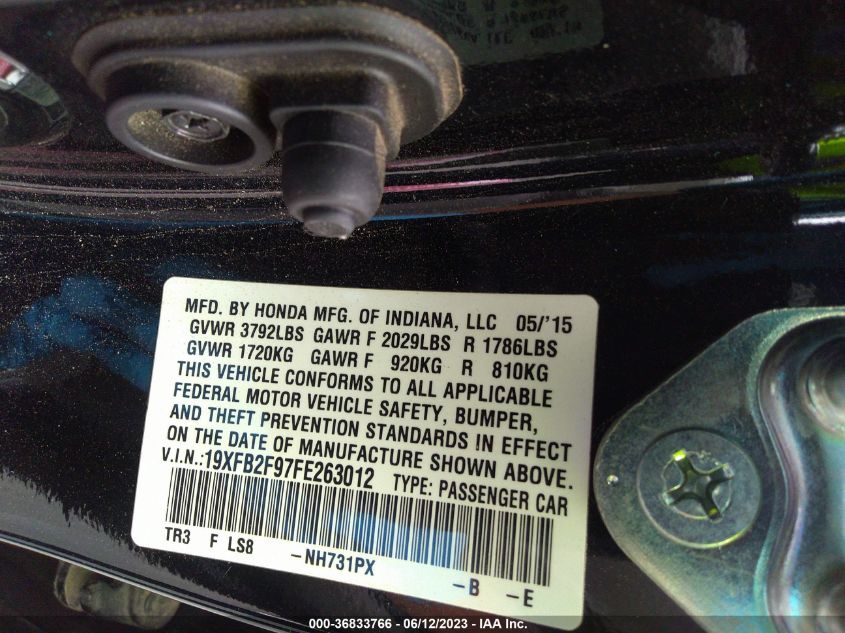 MFD. BY HONDA MFG. OF INDIANA, LLC 05/'15
GVWR 3792LBS GAWR F 2029LBS R 1786LBS
GVWR 1720KG GAWR F 920KG R 810KG
THIS VEHICLE CONFORMS TO ALL APPLICABLE
FEDERAL MOTOR VEHICLE SAFETY, BUMPER,
AND THEFT PREVENTION STANDARDS IN EFFECT
ON THE DATE OF MANUFACTURE SHOWN ABOVE.
V.I.N.:19XFB2F97FE263012 TYPE: PASSENGER CAR
TR3 F LS8 -NH731PX -B -E
000-36833766 - 06/12/2023 - IAA Inc.